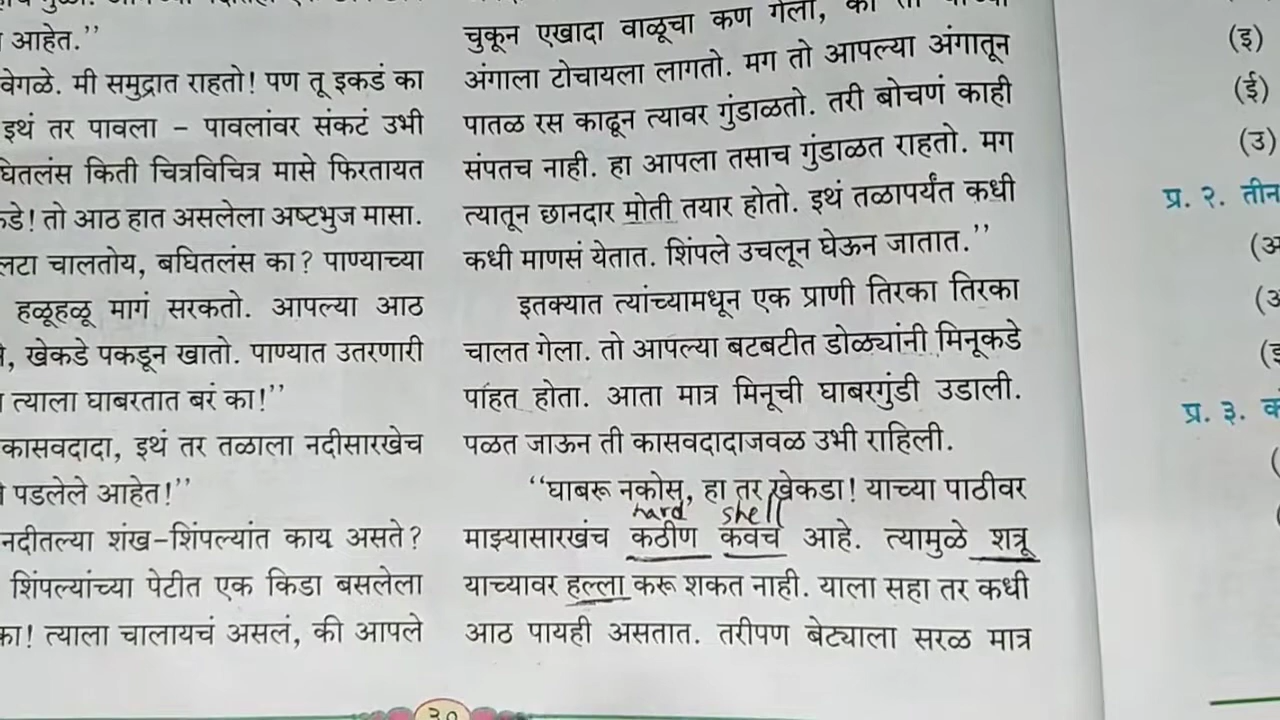 आहेत.”
वेगळे. मी समुद्रात राहतो! पण तू इकडं का
इथं तर पावला – पावलांवर संकटं उभी
किती चित्रविचित्र मासे फिरतायत
तो आठ हात असलेला अष्टभुज मासा.
चालतोय, बघितलंस का? पाण्याच्या
हळूहळू मागं सरकतो. आपल्या आठ
खेकडे पकडून खातो. पाण्यात उतरणारी
त्याला घाबरतात बरं का!”
कासवदादा, इथं तर तळाला नदीसारखेच
पडलेले आहेत!”
नदीतल्या शंख-शिंपल्यांत काय असते?
शिंपल्यांच्या पेटीत एक किडा बसलेला
त्याला चालायचं असलं, की आपले
चुकून एखादा वाळूचा कण गेला,
अंगाला टोचायला लागतो. मग तो आपल्या अंगातून
पातळ रस काढून त्यावर गुंडाळतो. तरी बोचणं काही
संपतच नाही. हा आपला तसाच गुंडाळत राहतो. मग
त्यातून छानदार मोती तयार होतो. इथं तळापर्यंत कधी
कधी माणसं येतात. शिंपले उचलून घेऊन जातात.”
इतक्यात त्यांच्यामधून एक प्राणी तिरका तिरका
चालत गेला. तो आपल्या बटबटीत डोळ्यांनी मिनूकडे
पाहत होता. आता मात्र मिनूची घाबरगुंडी उडाली.
पळत जाऊन ती कासवदादाजवळ उभी राहिली.
“घाबरू नकोस, हा तर खेकडा! याच्या पाठीवर
hard shell
माझ्यासारखंच कठीण कवच आहे. त्यामुळे शत्रू
याच्यावर हल्ला करू शकत नाही. याला सहा तर कधी
आठ पायही असतात. तरीपण बेट्याला सरळ मात्र
३०
(इ)
(ई)
(उ)
प्र. २. तीन
प्र. ३.